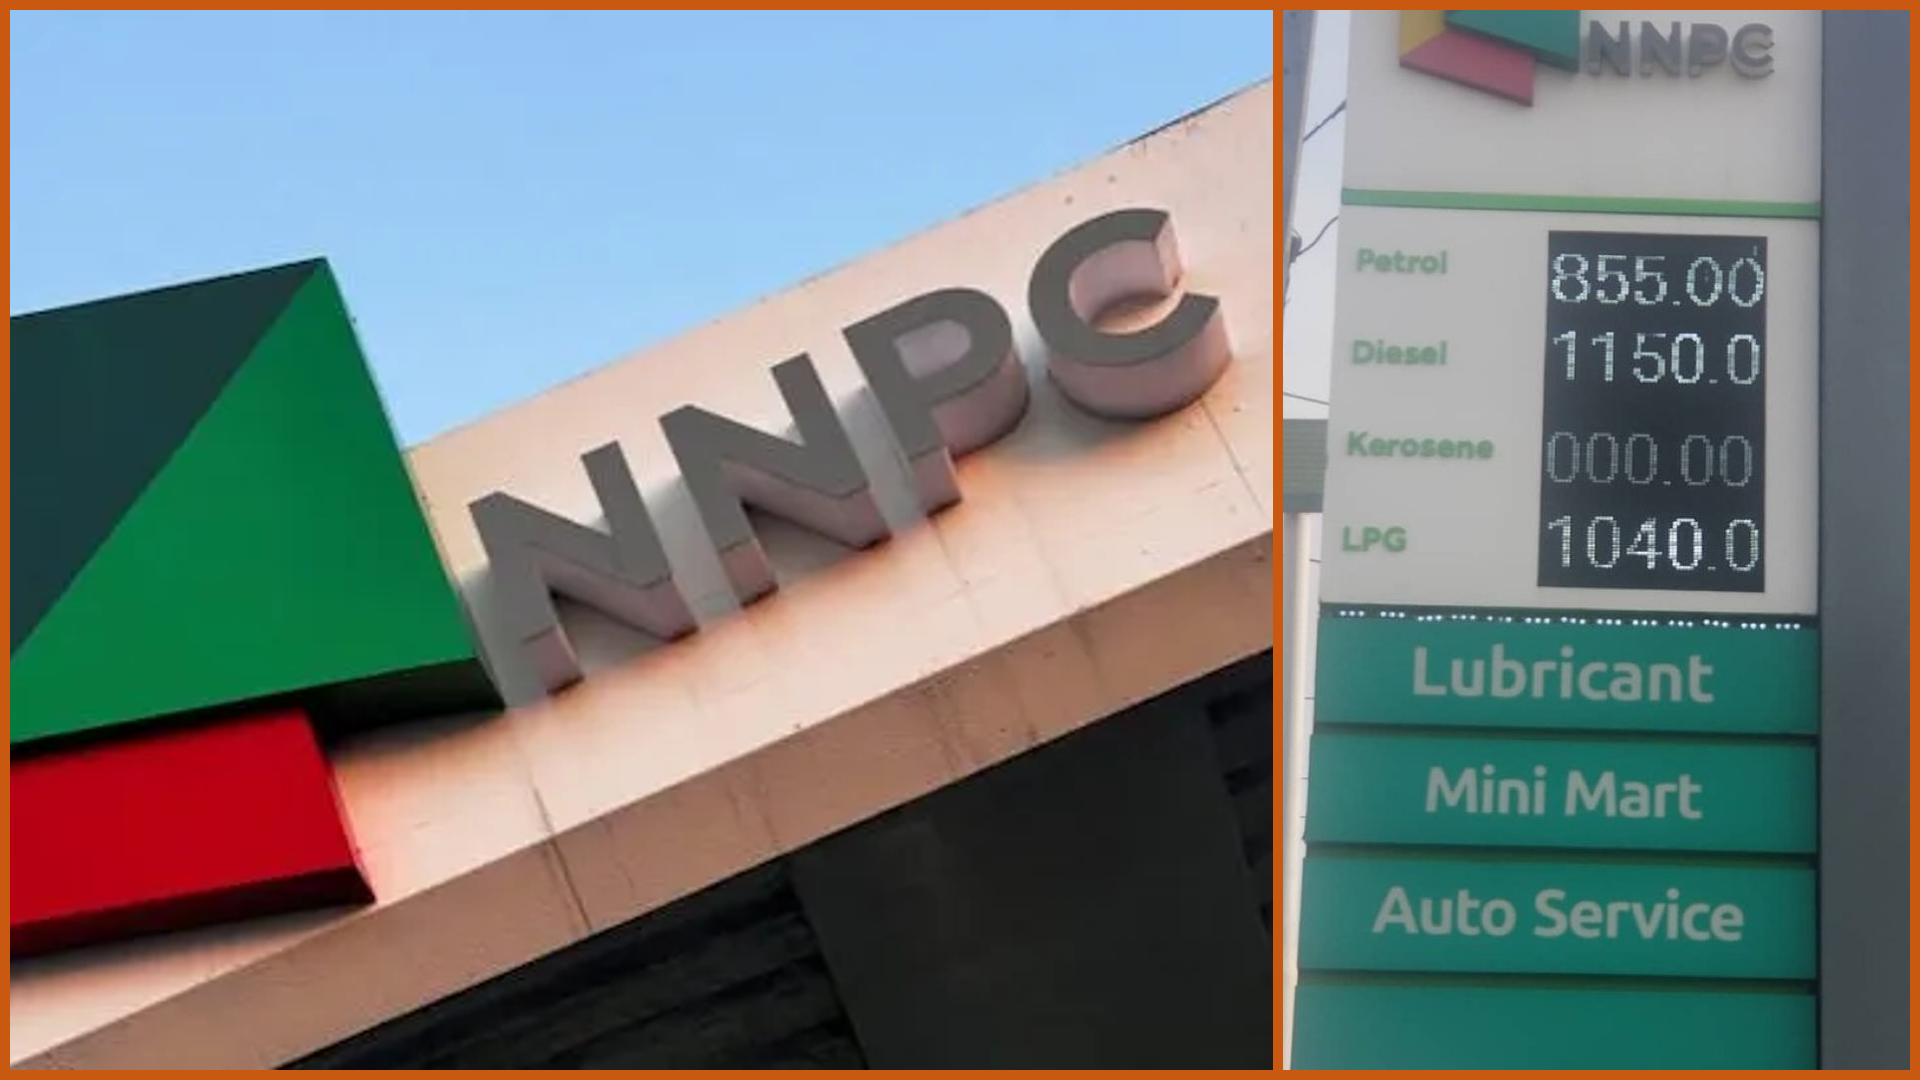 NNPC
NNPC
Petrol 855.00
Diesel 1150.0
Kerosene 000.00
LPG 1040.0
Lubricant
Mini Mart
Auto Service